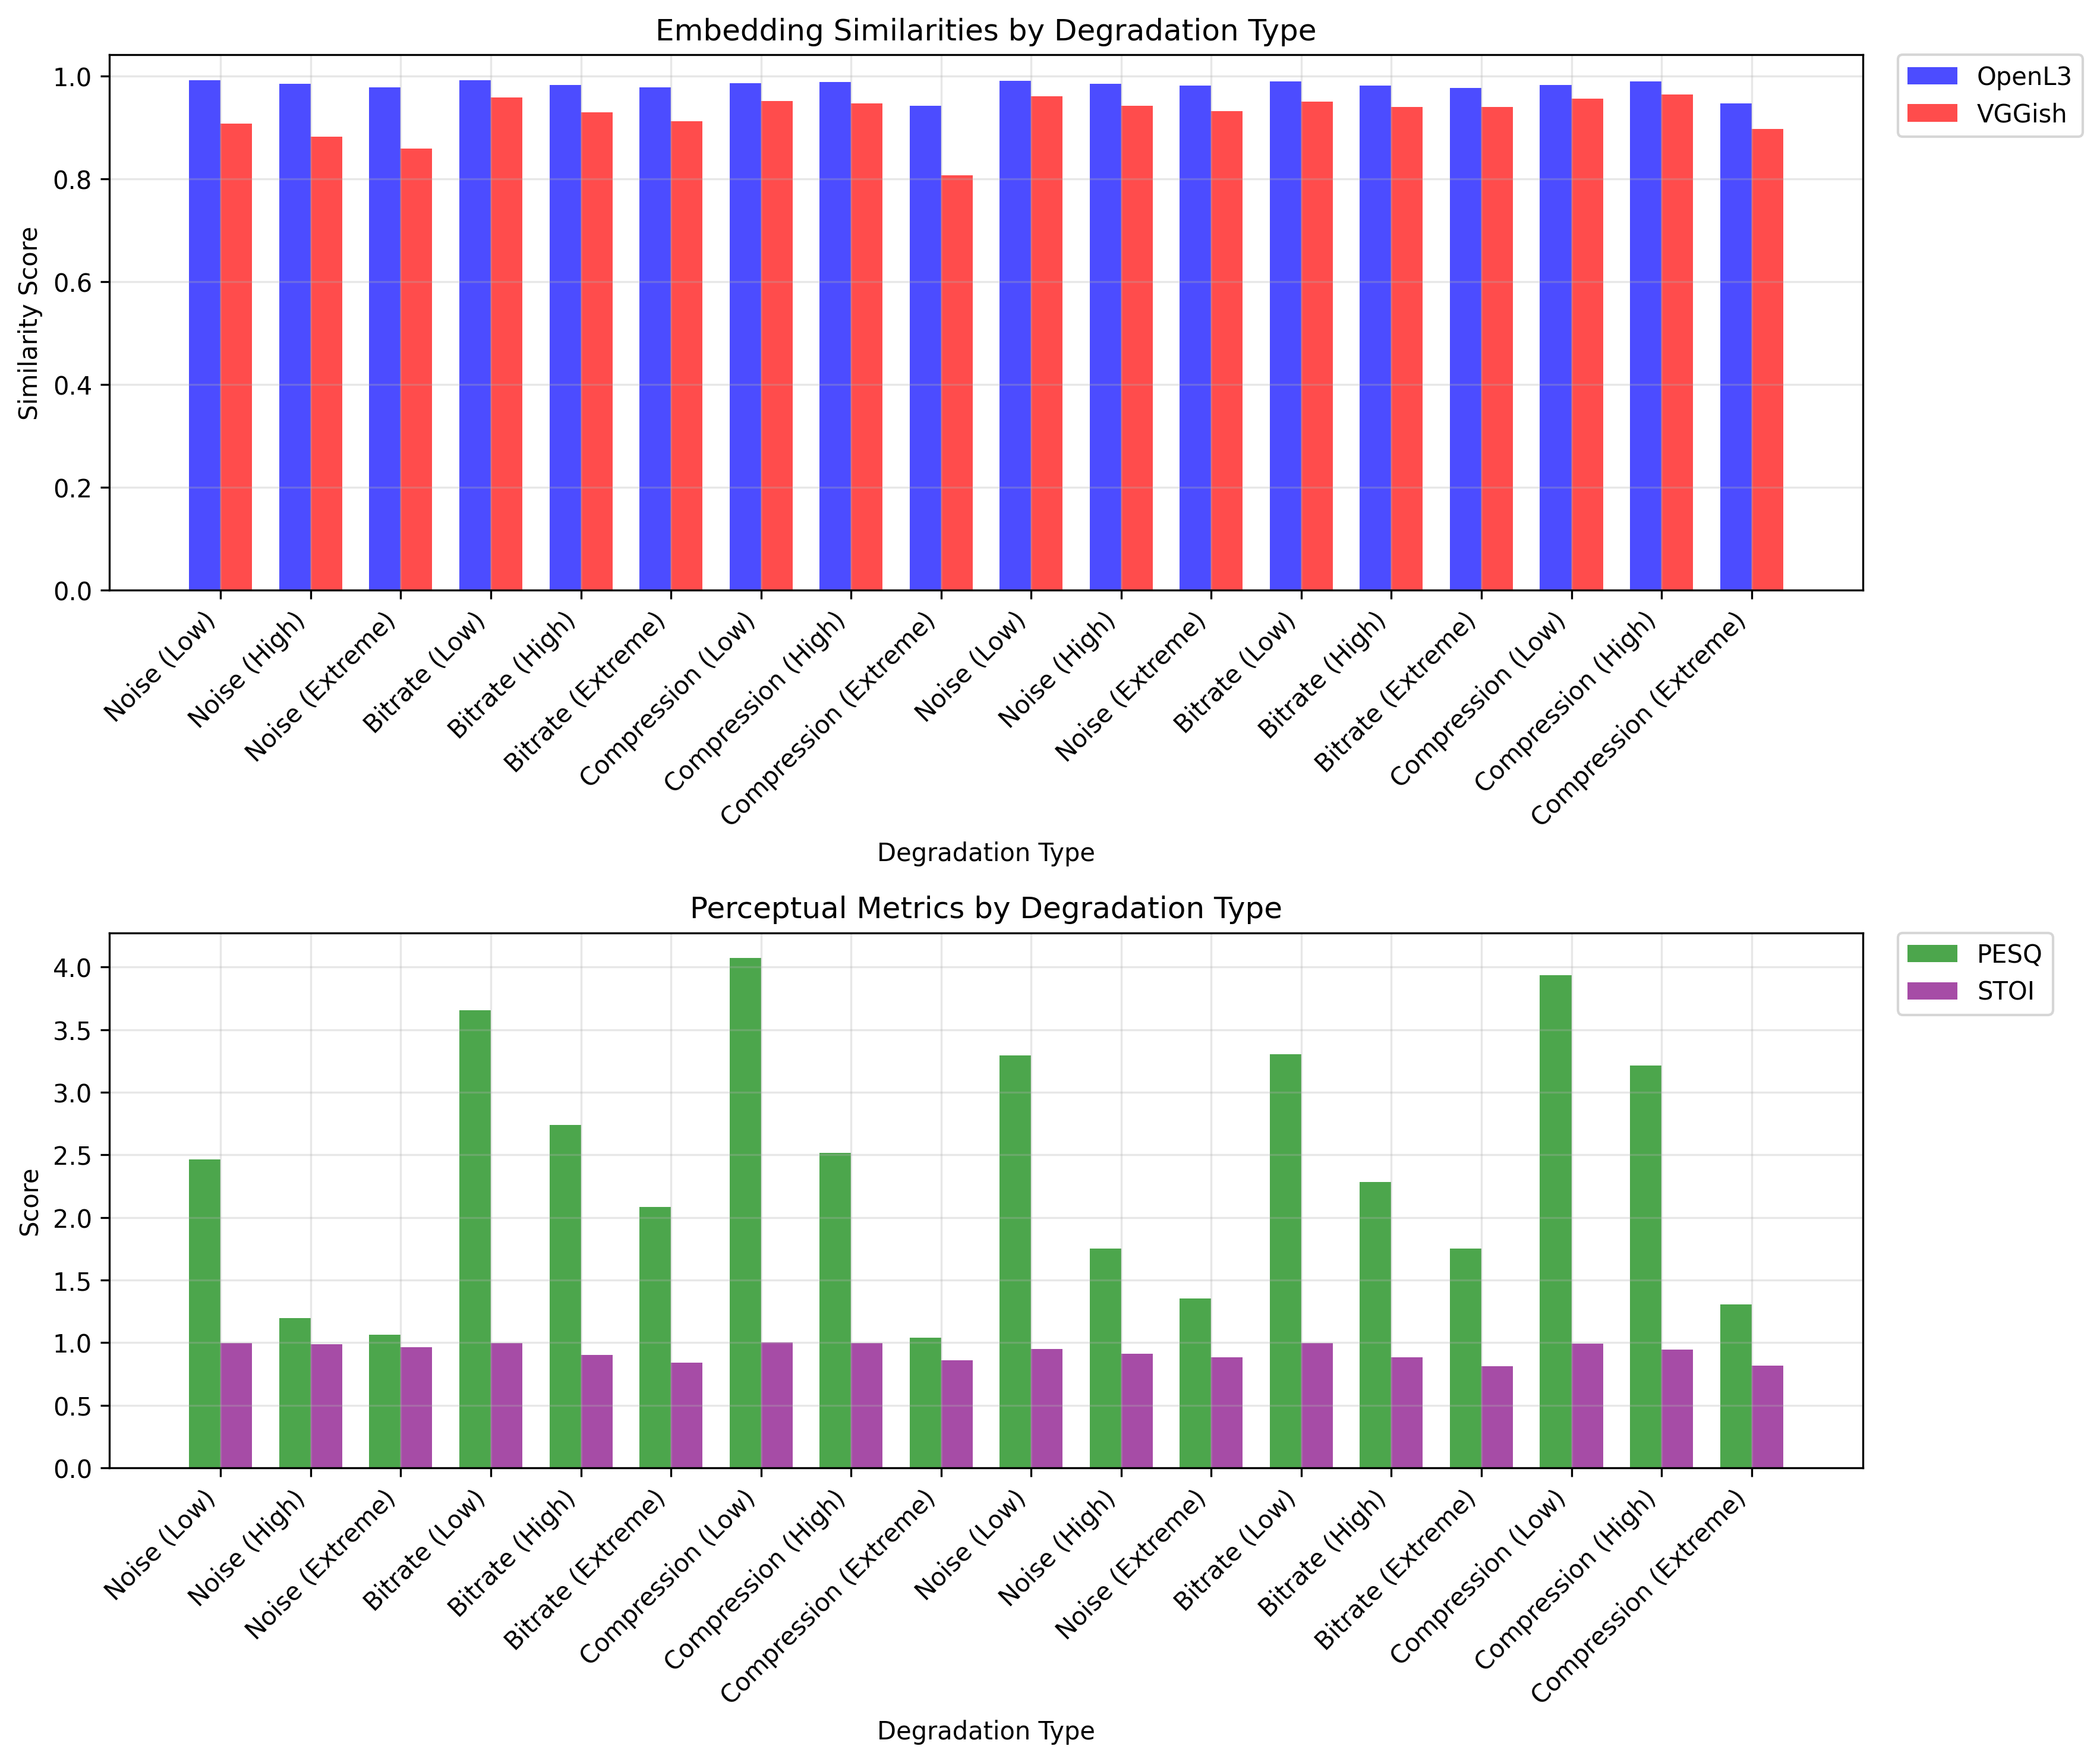 Embedding Similarities by Degradation Type
OpenL3
VGGish
Similarity Score
1.0
0.8
0.6
0.4
0.2
0.0
Noise (Low)
Noise (High)
Noise (Extreme)
Bitrate (Low)
Bitrate (High)
Bitrate (Extreme)
Compression (Low)
Compression (High)
Compression (Extreme)
Noise (Low)
Noise (High)
Noise (Extreme)
Bitrate (Low)
Bitrate (High)
Bitrate (Extreme)
Compression (Low)
Compression (High)
Compression (Extreme)
Degradation Type
Perceptual Metrics by Degradation Type
PESQ
STOI
Score
4.0
3.5
3.0
2.5
2.0
1.5
1.0
0.5
0.0
Noise (Low)
Noise (High)
Noise (Extreme)
Bitrate (Low)
Bitrate (High)
Bitrate (Extreme)
Compression (Low)
Compression (High)
Compression (Extreme)
Noise (Low)
Noise (High)
Noise (Extreme)
Bitrate (Low)
Bitrate (High)
Bitrate (Extreme)
Compression (Low)
Compression (High)
Compression (Extreme)
Degradation Type